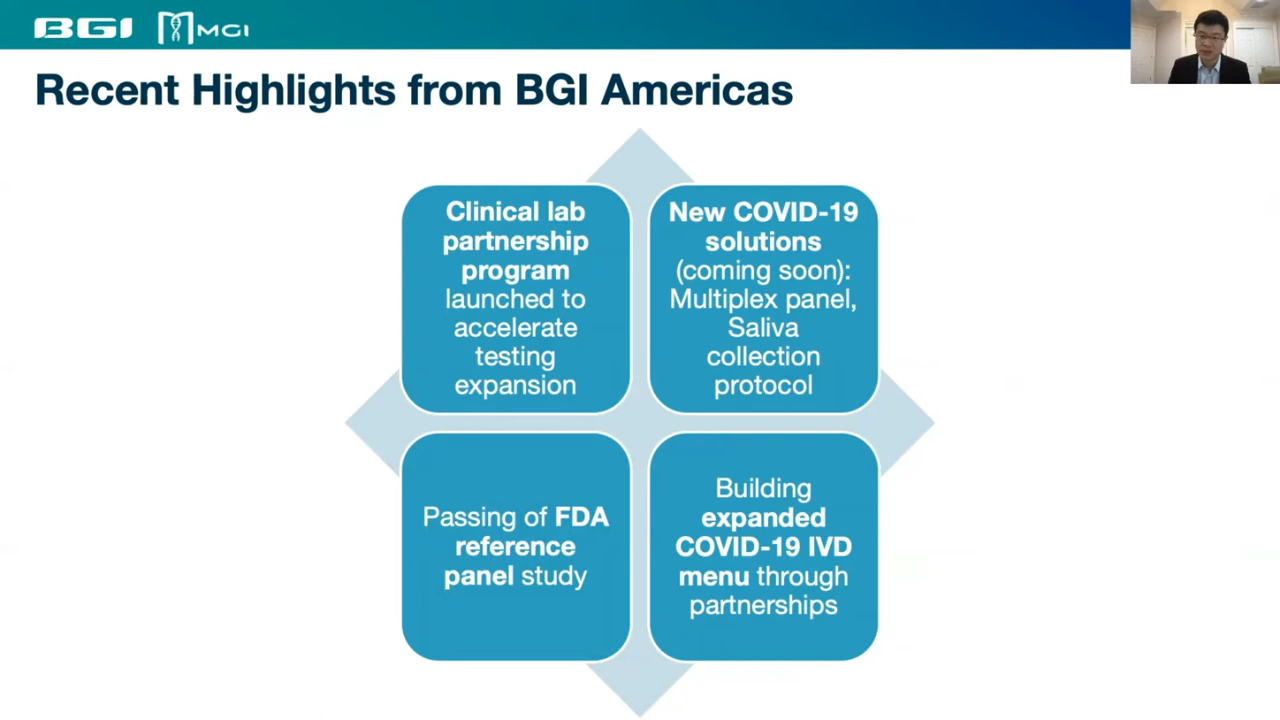 BGI MGI
Recent Highlights from BGI Americas
Clinical lab
partnership
program
launched to
accelerate
testing
expansion
New COVID-19
solutions
(coming soon):
Multiplex panel,
Saliva
collection
protocol
Passing of FDA
reference
panel study
Building
expanded
COVID-19 IVD
menu through
partnerships